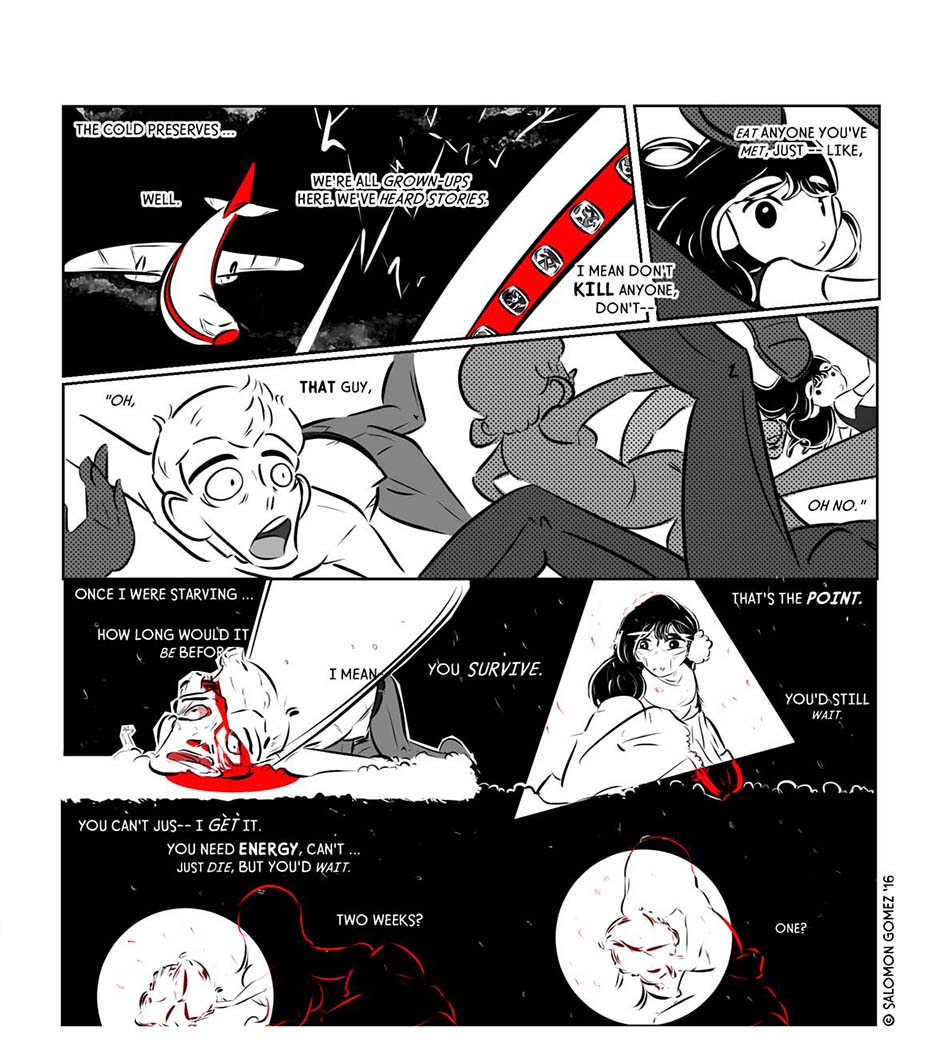 THE COLD PRESERVES ...
WELL.
WE'RE ALL GROWN-UPS
HERE. WE'VE HEARD STORIES.
I MEAN DON'T
KILL ANYONE,
DON'T--
EAT ANYONE YOU'VE
MET, JUST -- LIKE,
"OH,
THAT GUY,
OH NO."
ONCE I WERE STARVING ...
HOW LONG WOULD IT
BE BEFOR
I MEAN
YOU SURVIVE.
THAT'S THE POINT.
YOU'D STILL
WAIT.
YOU CAN'T JUS-- I GET IT.
YOU NEED ENERGY, CAN'T ...
JUST DIE, BUT YOU'D WAIT.
TWO WEEKS?
ONE?
© SALOMON GOMEZ '16